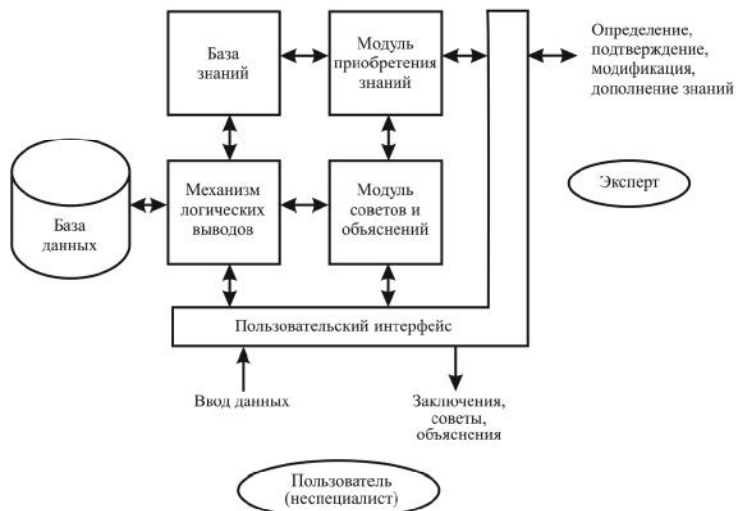 База
знаний
Модуль
приобретения
знаний
Определение,
подтверждение,
модификация,
дополнение знаний
База
данных
Механизм
логических
выводов
Модуль
советов и
объяснений
Эксперт
Пользовательский интерфейс
Ввод данных
Заключения,
советы,
объяснения
Пользователь
(неспециалист)